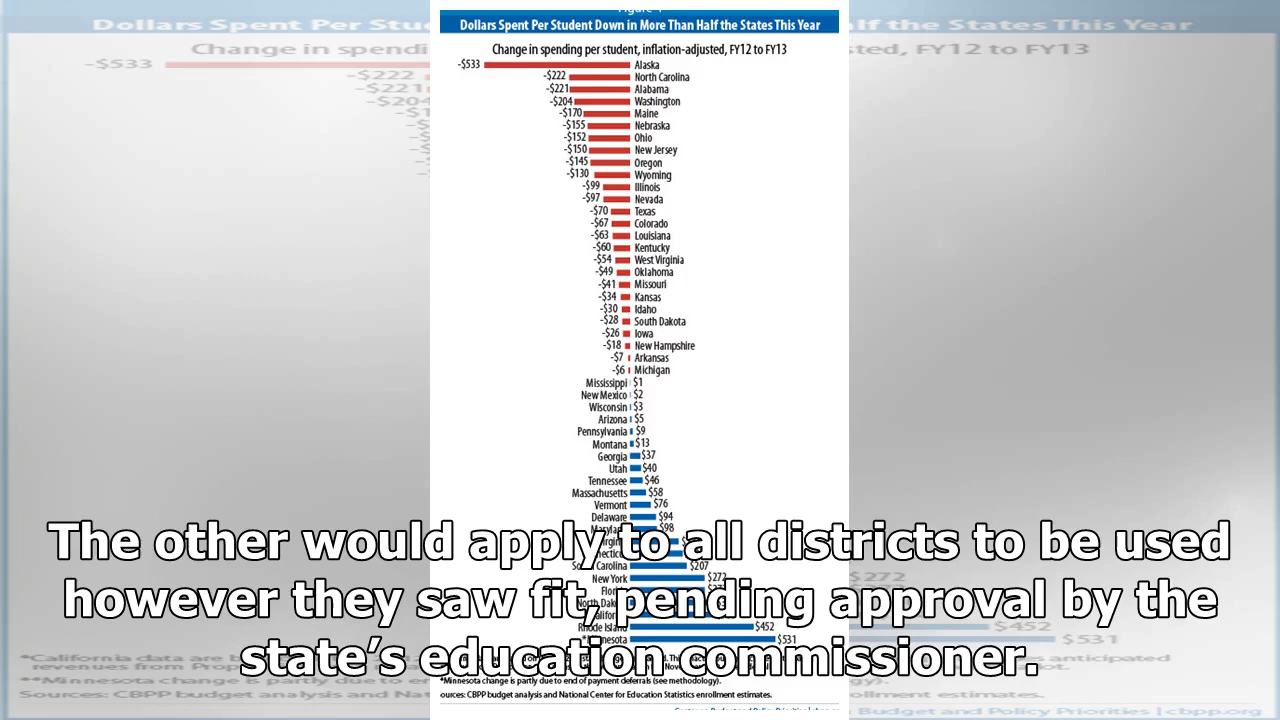 Dollars Spent Per Student Down in More Than Half the States This Year
Change in spending per student, inflation-adjusted, FY12 to FY13
-$533 Alaska
-$222 North Carolina
-$221 Alabama
-$204 Washington
-$170 Maine
-$155 Nebraska
-$152 Ohio
-$150 New Jersey
-$145 Oregon
-$130 Wyoming
-$99 Illinois
-$97 Nevada
-$70 Texas
-$67 Colorado
-$63 Louisiana
-$60 Kentucky
-$54 West Virginia
-$49 Oklahoma
-$41 Missouri
-$34 Kansas
-$30 Idaho
-$28 South Dakota
-$26 Iowa
-$18 New Hampshire
-$7 Arkansas
-$6 Michigan
Mississippi $1
New Mexico $2
Wisconsin $3
Arizona $5
Pennsylvania $9
Montana $13
Georgia $37
Utah $40
Tennessee $46
Massachusetts $58
Vermont $76
Delaware $94
$98
$207
New York $272
Rhode Island $452
$531
The other would apply to all districts to be used
however they saw fit, pending approval by the
state’s education commissioner.
*Minnesota change is partly due to end of payment deferrals (see methodology).
ources: CBPP budget analysis and National Center for Education Statistics enrollment estimates.